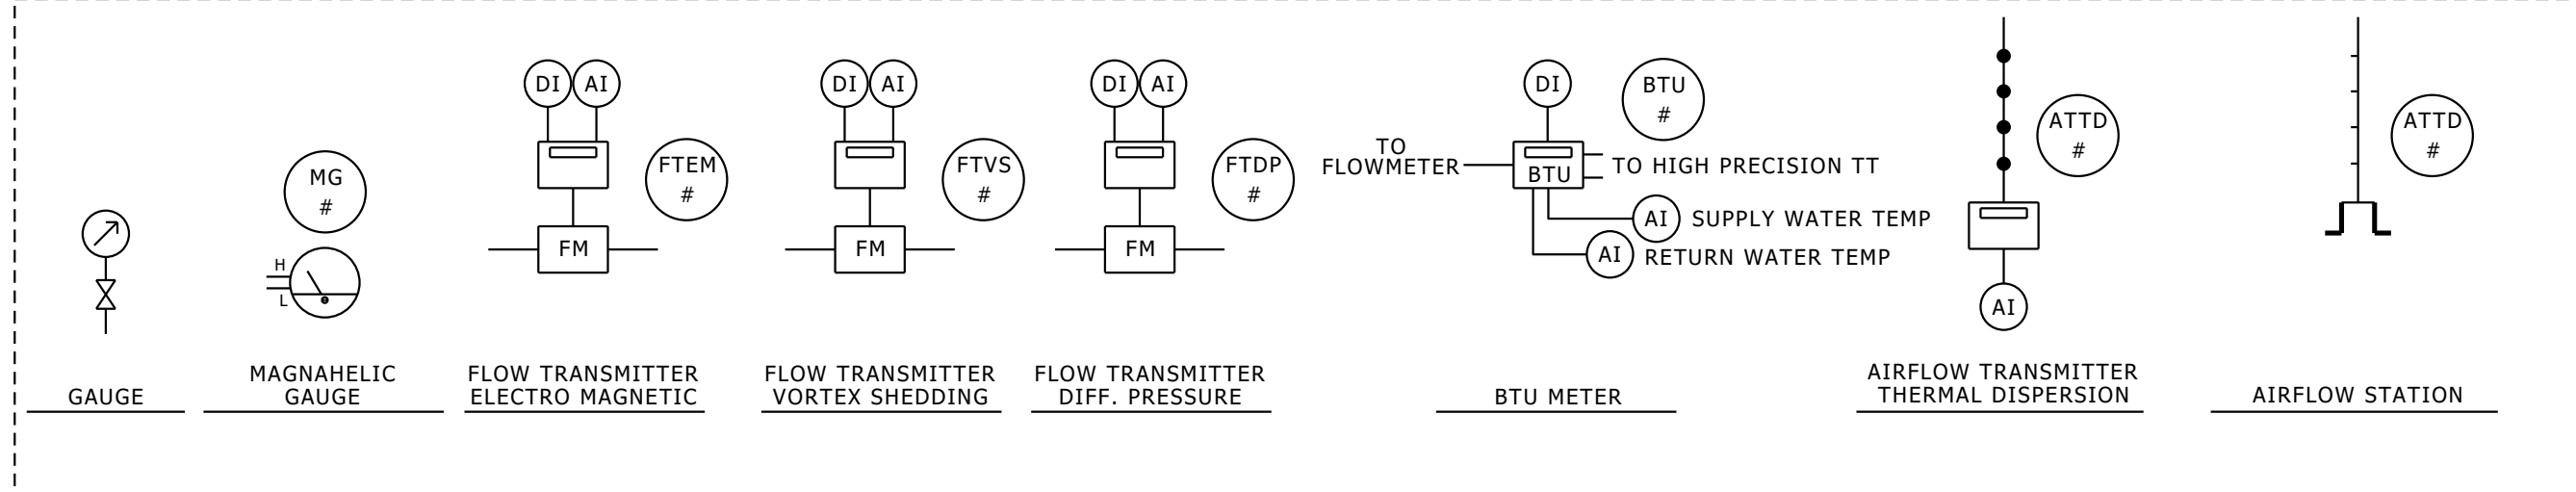 GAUGE
MG
#
H
L
MAGNAHELIC
GAUGE
DI AI
FTEM
#
FM
FLOW TRANSMITTER
ELECTRO MAGNETIC
DI AI
FTVS
#
FM
FLOW TRANSMITTER
VORTEX SHEDDING
DI AI
FTDP
#
FM
FLOW TRANSMITTER
DIFF. PRESSURE
DI
BTU
#
TO
FLOWMETER
BTU
TO HIGH PRECISION TT
AI SUPPLY WATER TEMP
AI RETURN WATER TEMP
BTU METER
ATTD
#
AI
AIRFLOW TRANSMITTER
THERMAL DISPERSION
ATTD
#
AIRFLOW STATION